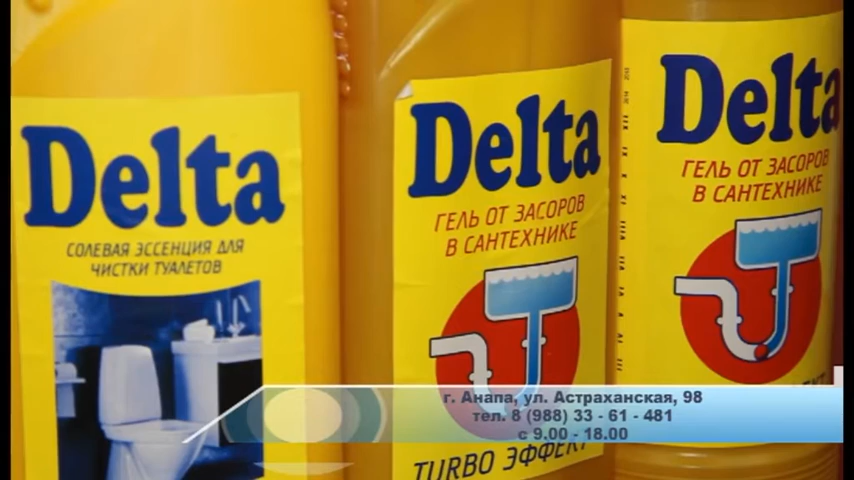 Delta
СОЛЕВАЯ ЭССЕНЦИЯ ДЛЯ
ЧИСТКИ ТУАЛЕТОВ
Delta
ГЕЛЬ ОТ ЗАСОРОВ
В САНТЕХНИКЕ
TURBO ЭФФЕКТ
Delta
ГЕЛЬ ОТ ЗАСОРОВ
В САНТЕХНИКЕ
г. Анапа, ул. Астраханская, 98
тел. 8 (988) 33 - 61 - 481
с 9.00 - 18.00